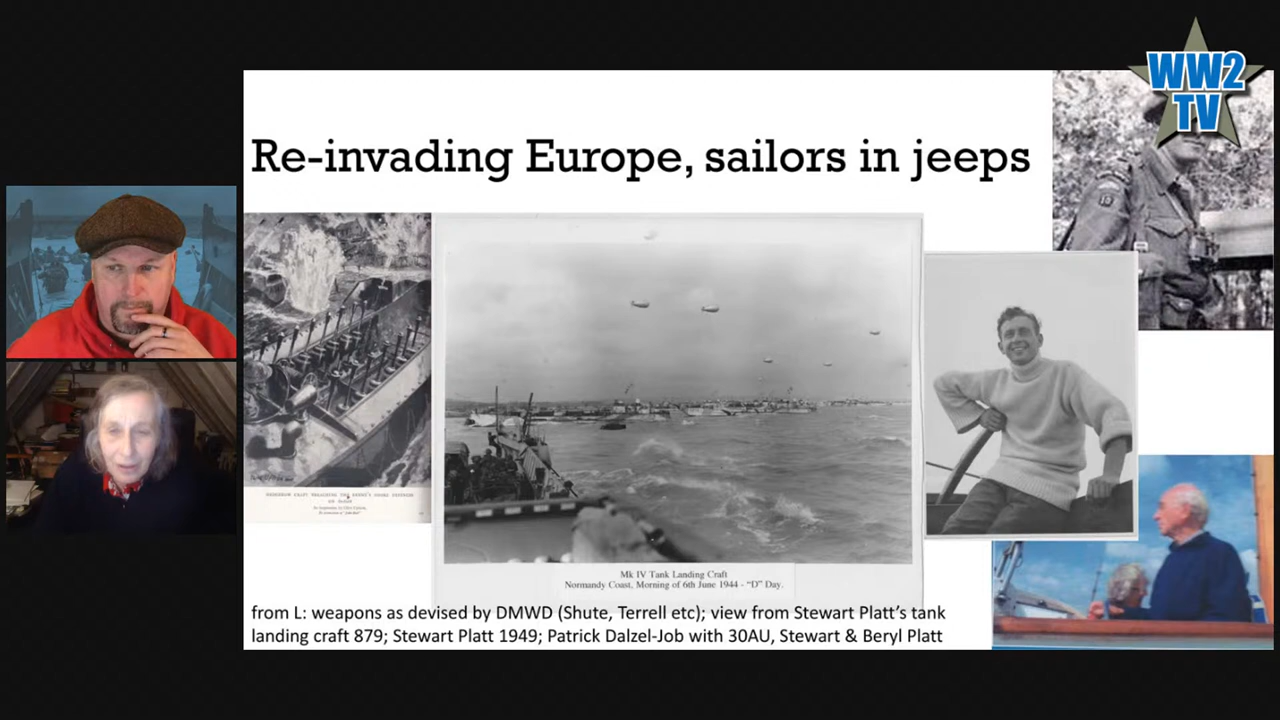 WW2
TV
Re-invading Europe, sailors in jeeps
Mk IV Tank Landing Craft
Normandy Coast, Morning of 6th June 1944 - "D" Day.
from L: weapons as devised by DMWD (Shute, Terrell etc); view from Stewart Platt’s tank
landing craft 879; Stewart Platt 1949; Patrick Dalzel-Job with 30AU, Stewart & Beryl Platt